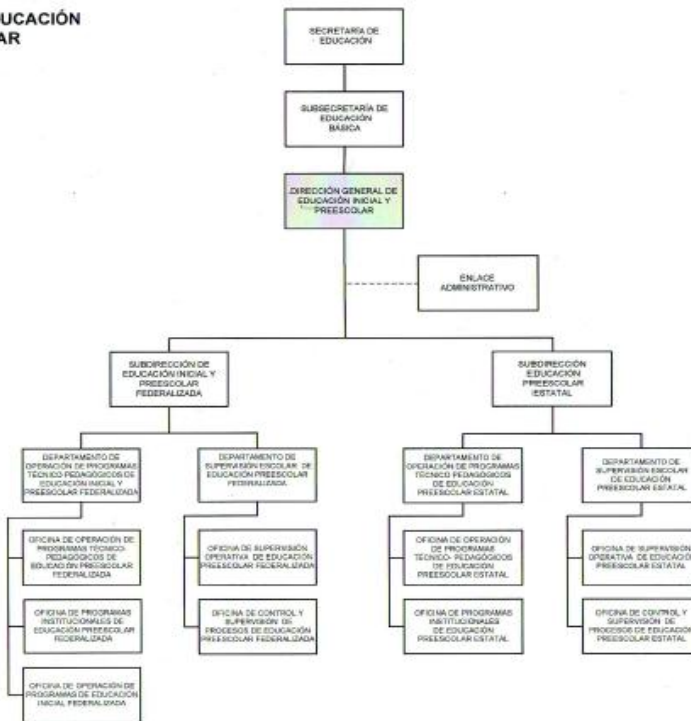 DUCACIÓN
LAR
SECRETARÍA DE
EDUCACIÓN
SUBSECRETARÍA DE
EDUCACIÓN
BÁSICA
DIRECCIÓN GENERAL DE
EDUCACIÓN INICIAL Y
PREESCOLAR
ENLACE
ADMINISTRATIVO
SUBDIRECCIÓN DE
EDUCACIÓN INICIAL Y
PREESCOLAR
FEDERALIZADA
SUBDIRECCIÓN
EDUCACIÓN
PREESCOLAR
ESTATAL
DEPARTAMENTO DE
OPERACIÓN DE PROGRAMAS
TÉCNICO-PEDAGÓGICOS DE
EDUCACIÓN INICIAL Y
PREESCOLAR FEDERALIZADA
DEPARTAMENTO DE
SUPERVISIÓN ESCOLAR DE
EDUCACIÓN PREESCOLAR
FEDERALIZADA
DEPARTAMENTO DE
OPERACIÓN DE PROGRAMAS
TÉCNICO PEDAGÓGICOS
DE EDUCACIÓN
PREESCOLAR ESTATAL
DEPARTAMENTO DE
SUPERVISIÓN ESCOLAR
DE EDUCACIÓN
PREESCOLAR ESTATAL
OFICINA DE OPERACIÓN DE
PROGRAMAS TÉCNICO-
PEDAGÓGICOS DE
EDUCACIÓN PREESCOLAR
FEDERALIZADA
OFICINA DE SUPERVISIÓN
OPERATIVA DE EDUCACIÓN
PREESCOLAR FEDERALIZADA
OFICINA DE OPERACIÓN
DE PROGRAMAS
TÉCNICO- PEDAGÓGICOS
DE EDUCACIÓN
PREESCOLAR ESTATAL
OFICINA DE SUPERVISIÓN
OPERATIVA DE EDUCACIÓN
PREESCOLAR ESTATAL
OFICINA DE PROGRAMAS
INSTITUCIONALES DE
EDUCACIÓN PREESCOLAR
FEDERALIZADA
OFICINA DE CONTROL Y
SUPERVISIÓN DE
PROCESOS DE EDUCACIÓN
PREESCOLAR FEDERALIZADA
OFICINA DE PROGRAMAS
INSTITUCIONALES
DE EDUCACIÓN
PREESCOLAR ESTATAL
OFICINA DE CONTROL Y
SUPERVISIÓN DE
PROCESOS DE EDUCACIÓN
PREESCOLAR ESTATAL
OFICINA DE OPERACIÓN DE
PROGRAMAS DE EDUCACIÓN
INICIAL FEDERALIZADA